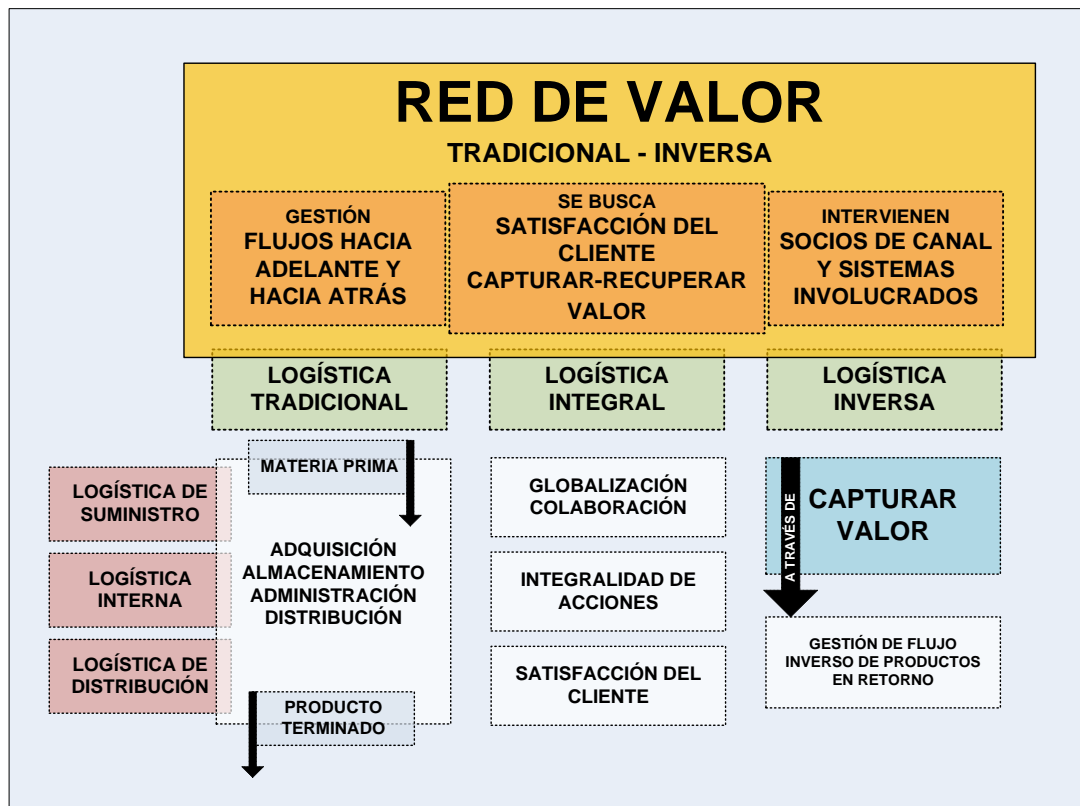 RED DE VALOR
TRADICIONAL - INVERSA
GESTIÓN
FLUJOS HACIA
ADELANTE Y
HACIA ATRÁS
SE BUSCA
SATISFACCIÓN DEL
CLIENTE
CAPTURAR-RECUPERAR
VALOR
INTERVIENEN
SOCIOS DE CANAL
Y SISTEMAS
INVOLUCRADOS
LOGÍSTICA
TRADICIONAL
LOGÍSTICA
INTEGRAL
LOGÍSTICA
INVERSA
MATERIA PRIMA
LOGÍSTICA DE
SUMINISTRO
LOGÍSTICA
INTERNA
LOGÍSTICA DE
DISTRIBUCIÓN
ADQUISICIÓN
ALMACENAMIENTO
ADMINISTRACIÓN
DISTRIBUCIÓN
PRODUCTO
TERMINADO
GLOBALIZACIÓN
COLABORACIÓN
INTEGRALIDAD DE
ACCIONES
SATISFACCIÓN DEL
CLIENTE
A TRAVÉS DE
CAPTURAR
VALOR
GESTIÓN DE FLUJO
INVERSO DE PRODUCTOS
EN RETORNO